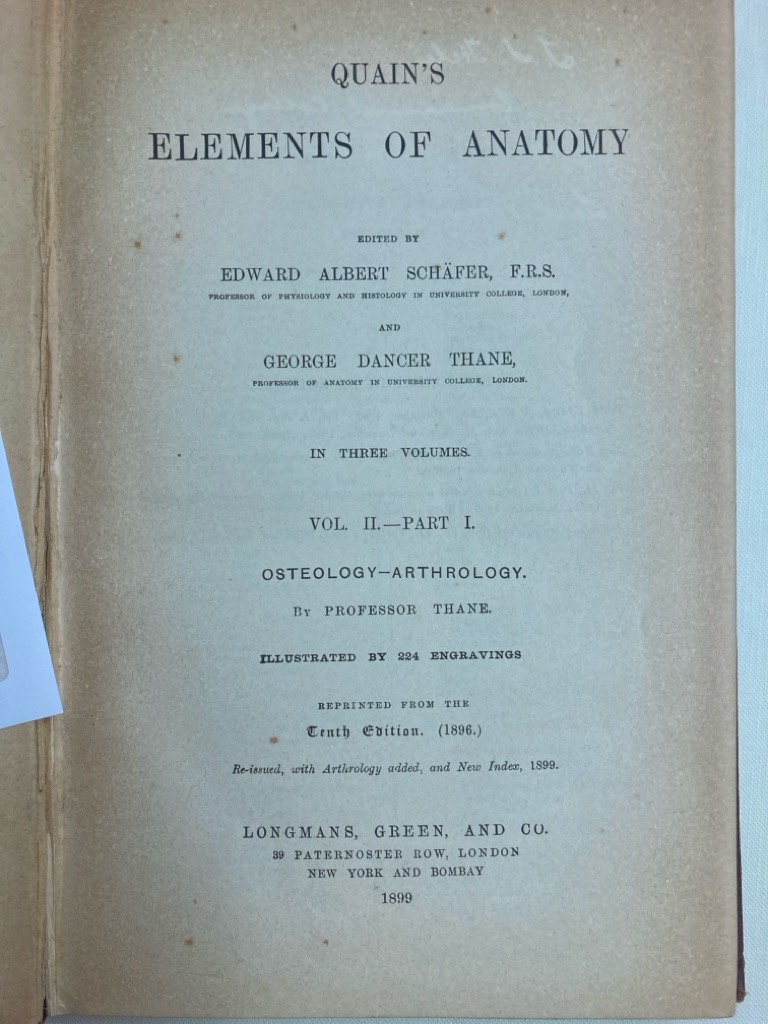 QUAIN'S
ELEMENTS OF ANATOMY
EDITED BY
EDWARD ALBERT SCHÄFER, F.R.S.
PROFESSOR OF PHYSIOLOGY AND HISTOLOGY IN UNIVERSITY COLLEGE, LONDON,
AND
GEORGE DANCER THANE,
PROFESSOR OF ANATOMY IN UNIVERSITY COLLEGE, LONDON.
IN THREE VOLUMES.
VOL. II.—PART I.
OSTEOLOGY—ARTHROLOGY.
By PROFESSOR THANE.
ILLUSTRATED BY 224 ENGRAVINGS
REPRINTED FROM THE
Tenth Edition. (1896.)
Re-issued, with Arthrology added, and New Index, 1899.
LONGMANS, GREEN, AND CO.
39 PATERNOSTER ROW, LONDON
NEW YORK AND BOMBAY
1899